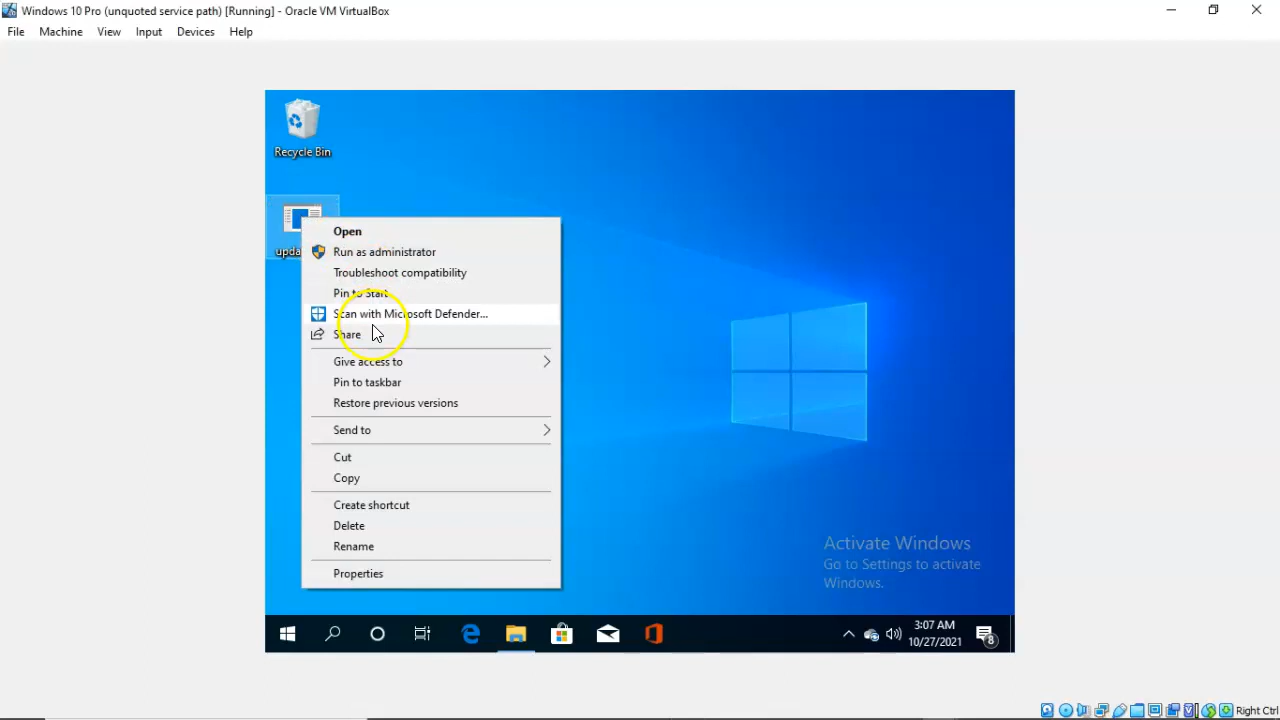 Windows 10 Pro (unquoted service path) [Running] - Oracle VM VirtualBox
File Machine View Input Devices Help
Recycle Bin
Open
Run as administrator
Troubleshoot compatibility
Pin to Start
Scan with Microsoft Defender...
Share
Give access to
Pin to taskbar
Restore previous versions
Send to
Cut
Copy
Create shortcut
Delete
Rename
Properties
Activate Windows
Go to Settings to activate
Windows.
3:07 AM
10/27/2021
8
Right Ctrl